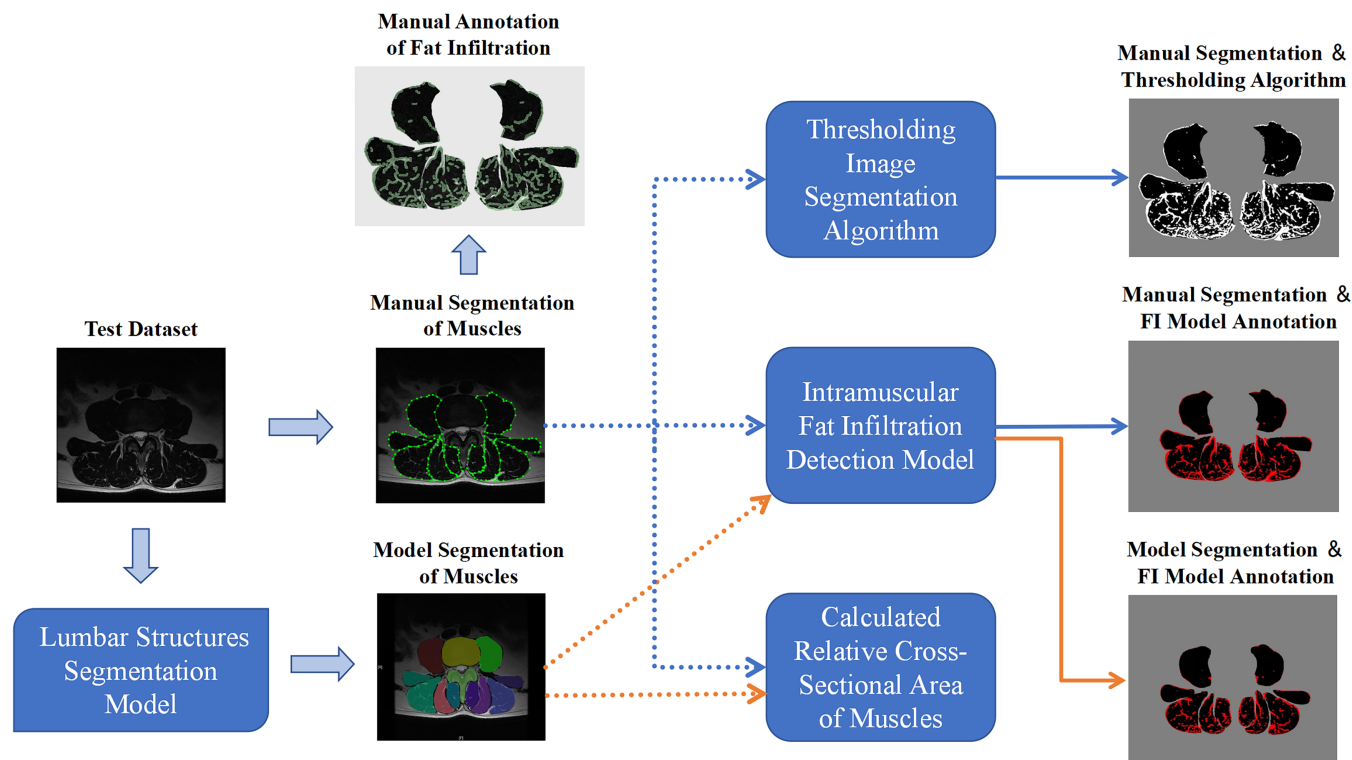 Manual Annotation
of Fat Infiltration
Manual Segmentation &
Thresholding Algorithm
Thresholding
Image
Segmentation
Algorithm
Manual Segmentation
of Muscles
Manual Segmentation &
FI Model Annotation
Test Dataset
Intramuscular
Fat Infiltration
Detection Model
Model Segmentation
of Muscles
Model Segmentation &
FI Model Annotation
Lumbar Structures
Segmentation
Model
Calculated
Relative Cross-
Sectional Area
of Muscles